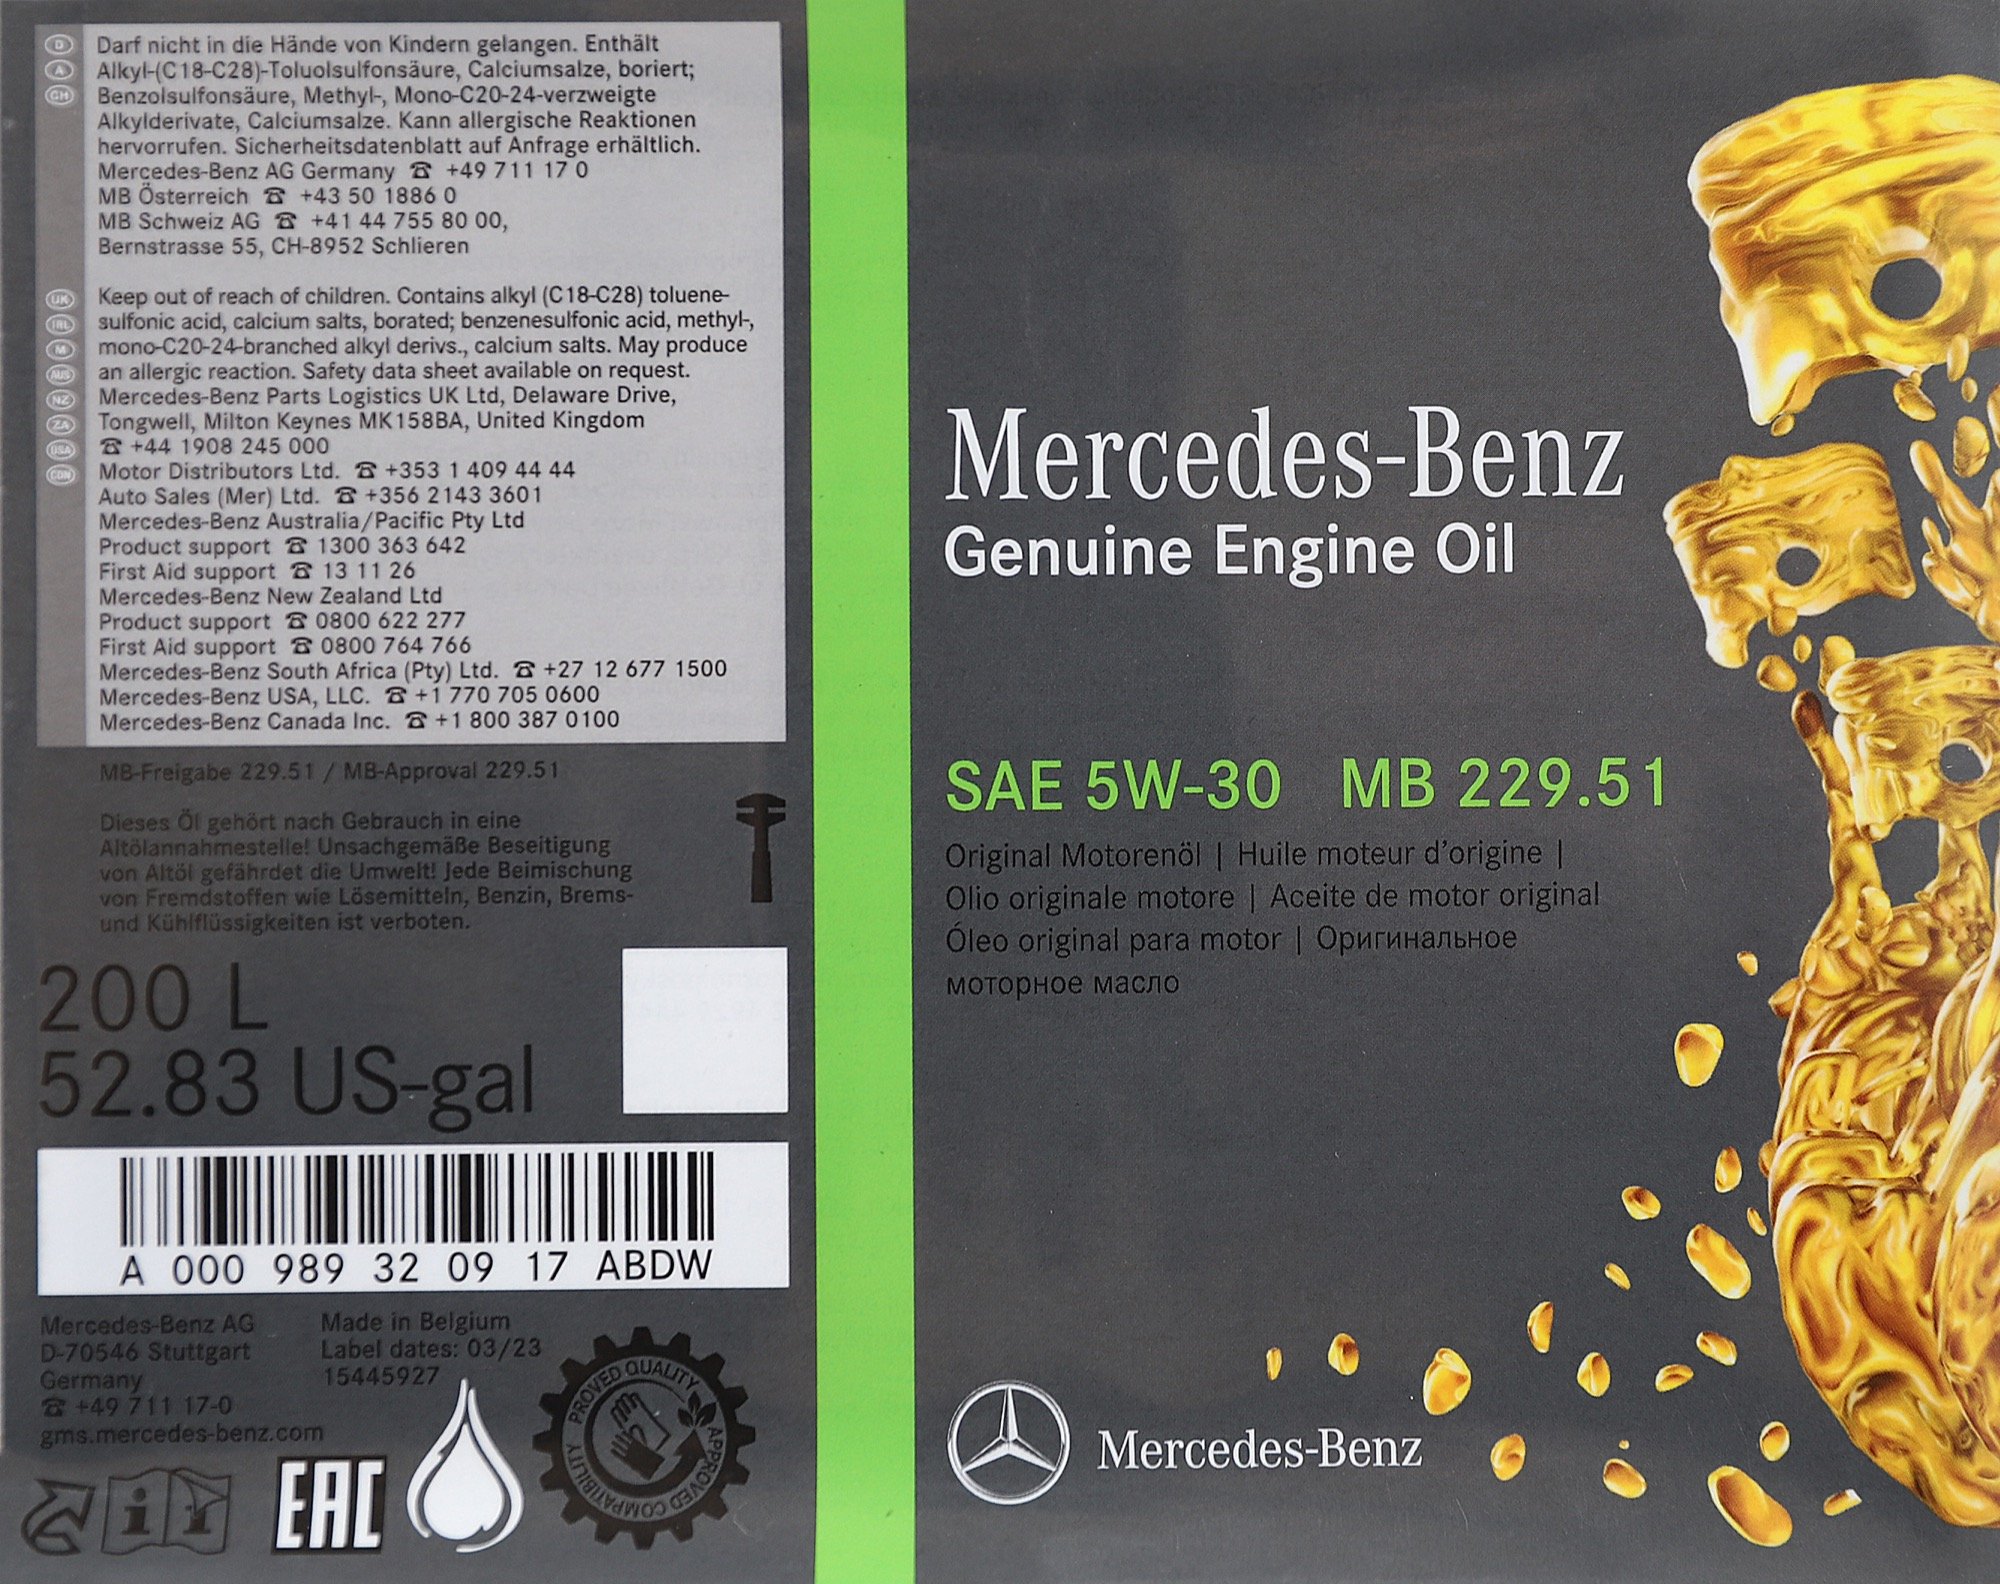 D
A
CH
Darf nicht in die Hände von Kindern gelangen. Enthält
Alkyl-(C18-C28)-Toluolsulfonsäure, Calciumsalze, boriert;
Benzolsulfonsäure, Methyl-, Mono-C20-24-verzweigte
Alkylderivate, Calciumsalze. Kann allergische Reaktionen
hervorrufen. Sicherheitsdatenblatt auf Anfrage erhältlich.
Mercedes-Benz AG Germany ☎ +49 711 17 0
MB Österreich ☎ +43 50 1886 0
MB Schweiz AG ☎ +41 44 755 80 00,
Bernstrasse 55, CH-8952 Schlieren
UK
IRL
M
AUS
NZ
ZA
USA
CDN
Keep out of reach of children. Contains alkyl (C18-C28) toluene-
sulfonic acid, calcium salts, borated; benzenesulfonic acid, methyl-,
mono-C20-24-branched alkyl derivs., calcium salts. May produce
an allergic reaction. Safety data sheet available on request.
Mercedes-Benz Parts Logistics UK Ltd, Delaware Drive,
Tongwell, Milton Keynes MK158BA, United Kingdom
☎ +44 1908 245 000
Motor Distributors Ltd. ☎ +353 1 409 44 44
Auto Sales (Mer) Ltd. ☎ +356 2143 3601
Mercedes-Benz Australia/Pacific Pty Ltd
Product support ☎ 1300 363 642
First Aid support ☎ 13 11 26
Mercedes-Benz New Zealand Ltd
Product support ☎ 0800 622 277
First Aid support ☎ 0800 764 766
Mercedes-Benz South Africa (Pty) Ltd. ☎ +27 12 677 1500
Mercedes-Benz USA, LLC. ☎ +1 770 705 0600
Mercedes-Benz Canada Inc. ☎ +1 800 387 0100
MB-Freigabe 229.51 / MB-Approval 229.51
Dieses Öl gehört nach Gebrauch in eine
Altölannahmestelle! Unsachgemäße Beseitigung
von Altöl gefährdet die Umwelt! Jede Beimischung
von Fremdstoffen wie Lösemitteln, Benzin, Brems-
und Kühlflüssigkeiten ist verboten.
200 L
52.83 US-gal
A 000 989 32 09 17 ABDW
Mercedes-Benz AG
D-70546 Stuttgart
Germany
☎ +49 711 17-0
gms.mercedes-benz.com
Made in Belgium
Label dates: 03/23
15445927
EAC
PROVED QUALITY
APPROVED COMPATIBILITY
Mercedes-Benz
Genuine Engine Oil
SAE 5W-30 MB 229.51
Original Motorenöl | Huile moteur d'origine |
Olio originale motore | Aceite de motor original
Óleo original para motor | Оригинальное
моторное масло
Mercedes-Benz